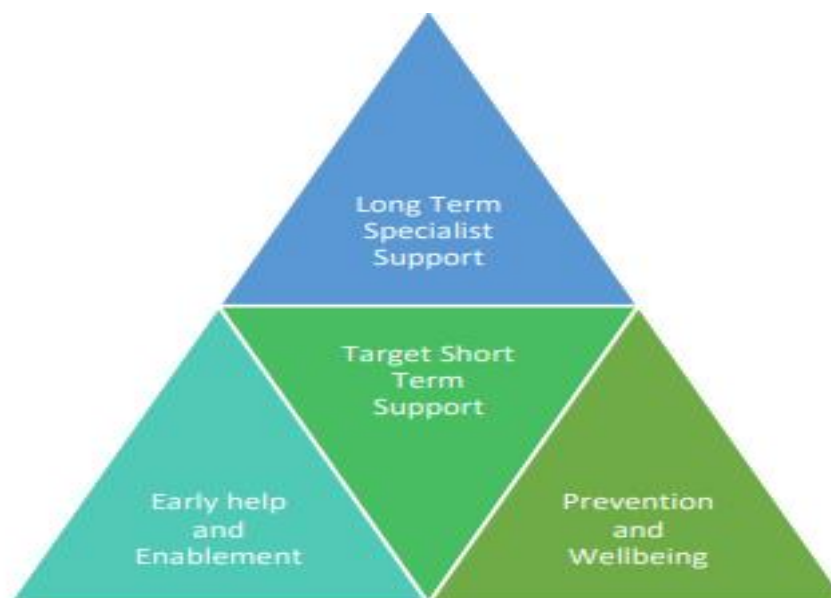 Long Term
Specialist
Support
Target Short
Term
Support
Early help
and
Enablement
Prevention
and
Wellbeing